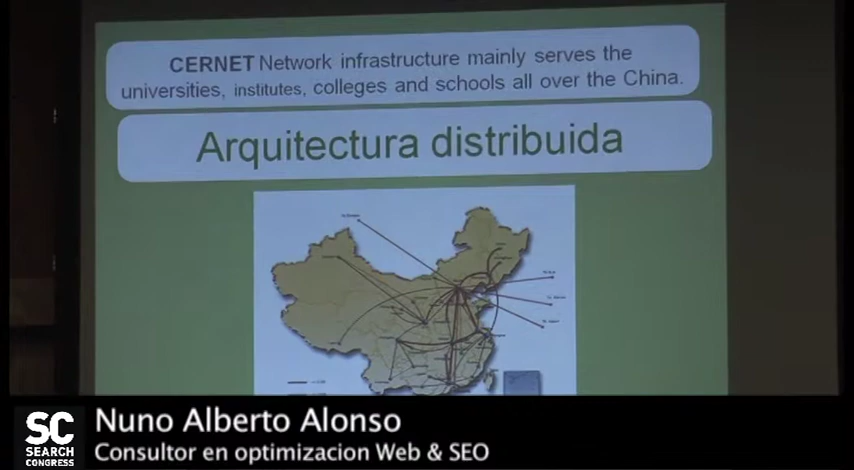 CERNET Network infrastructure mainly serves the
universities, institutes, colleges and schools all over the China.
Arquitectura distribuida
SC
SEARCH
CONGRESS
Nuno Alberto Alonso
Consultor en optimizacion Web & SEO